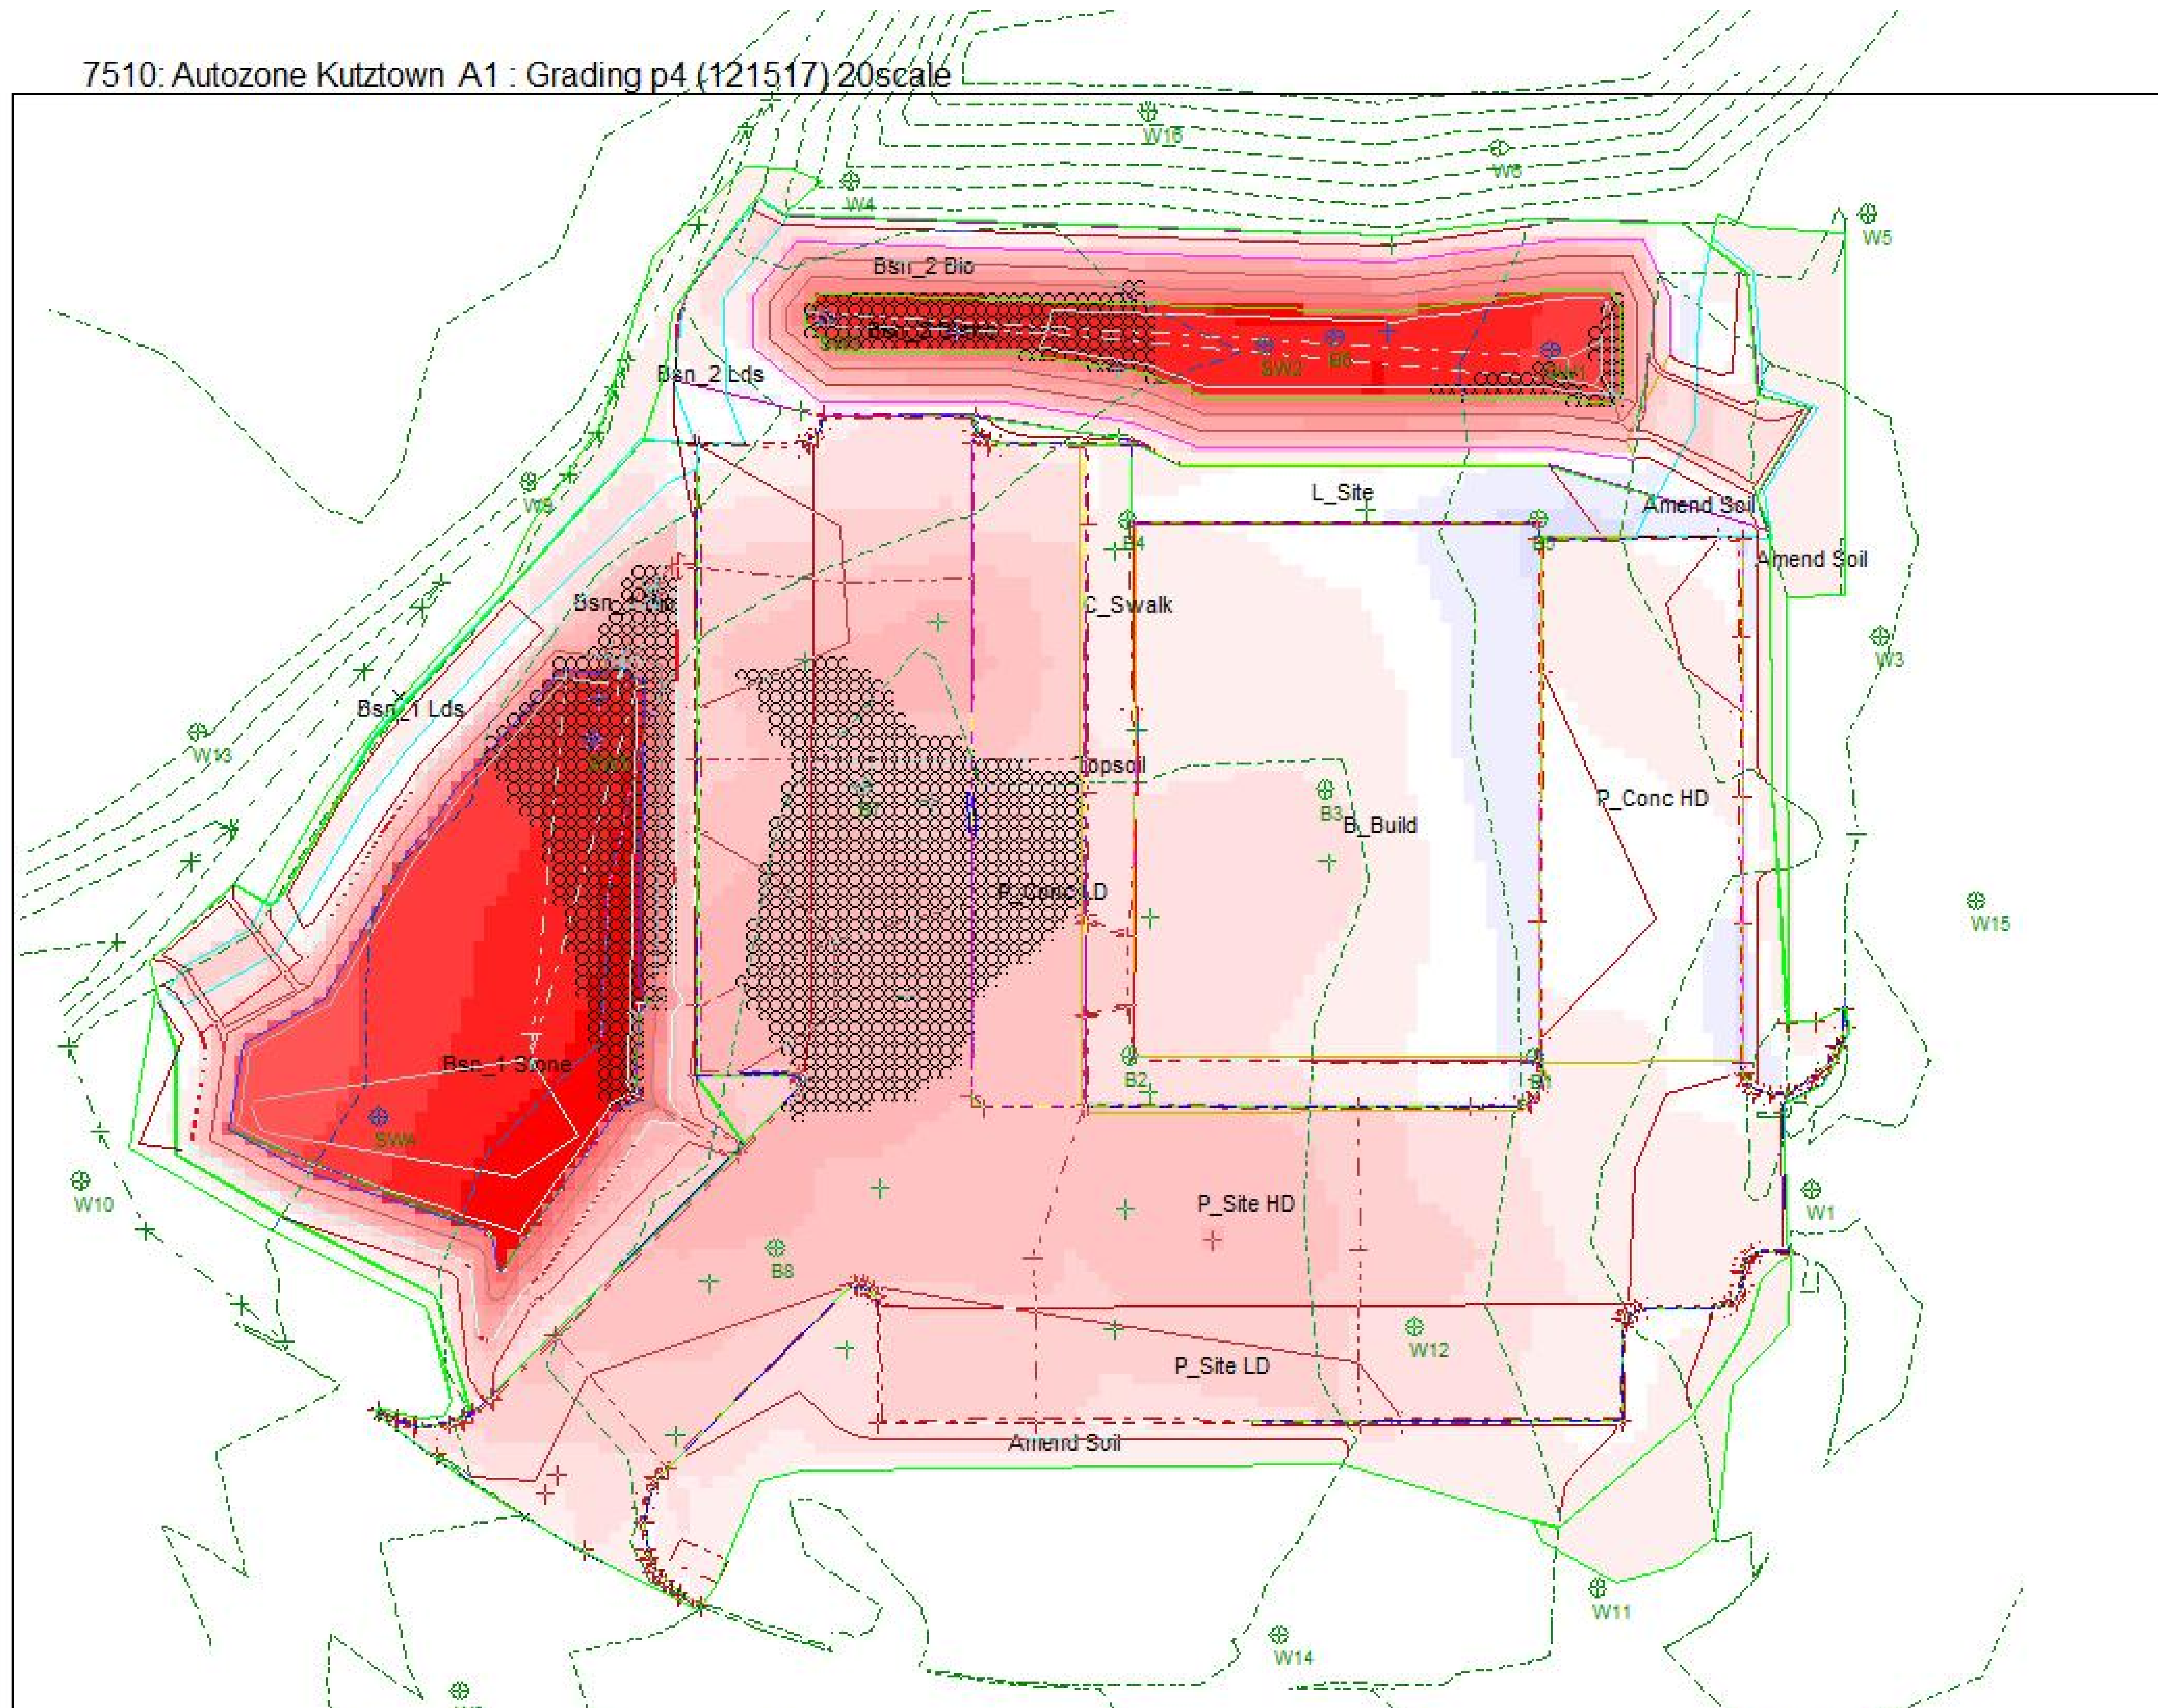 7510: Autozone Kutztown A1 : Grading p4 (121517) 20scale
W16
W6
W4
W5
Bsn_2 Bio
SW2
B6
Bsn_2 Lds
L_Site
Amend Soil
W9
B4
Amend Soil
C_Swalk
W3
Bsn_1 Lds
W13
Topsoil
P_Conc HD
B3
B_Build
P_Conc LD
W15
Bsn_1 Stone
B2
B1
SW4
W10
P_Site HD
W1
B8
W12
P_Site LD
Amend Soil
W11
W14